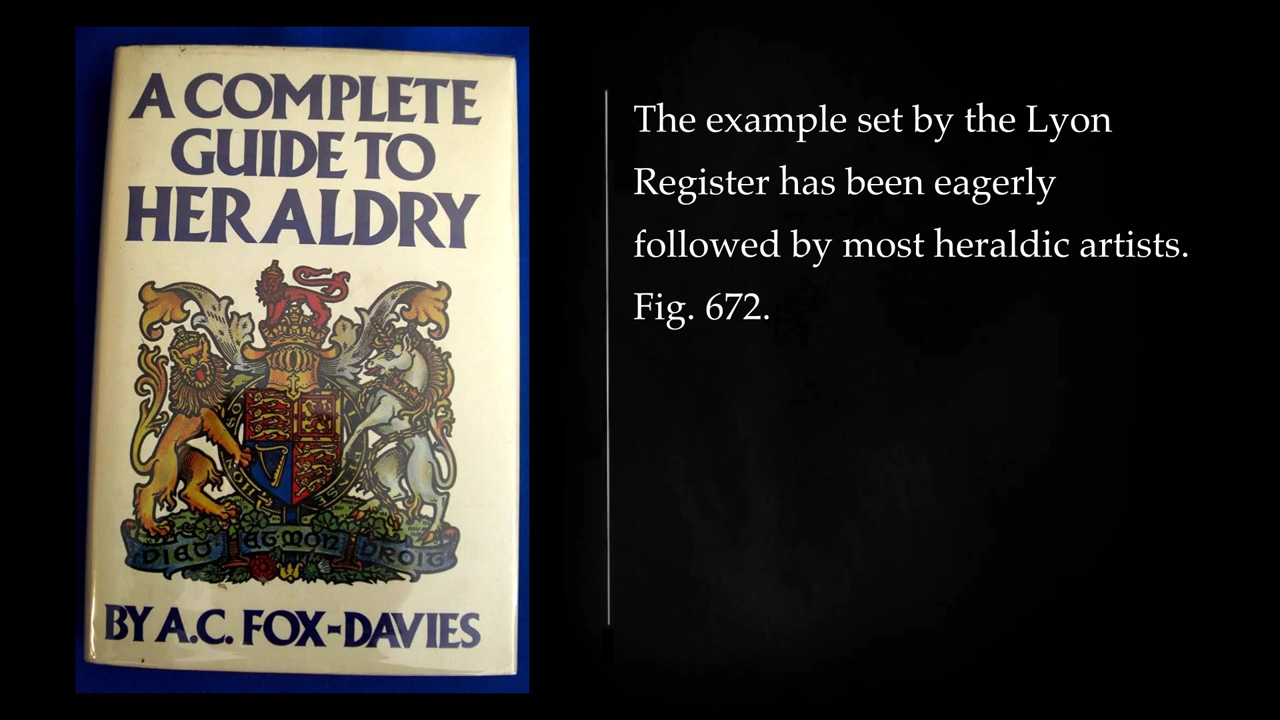 A COMPLETE
GUIDE TO
HERALDRY
DIEU ET MON DROIT
BY A.C. FOX-DAVIES
The example set by the Lyon
Register has been eagerly
followed by most heraldic artists.
Fig. 672.